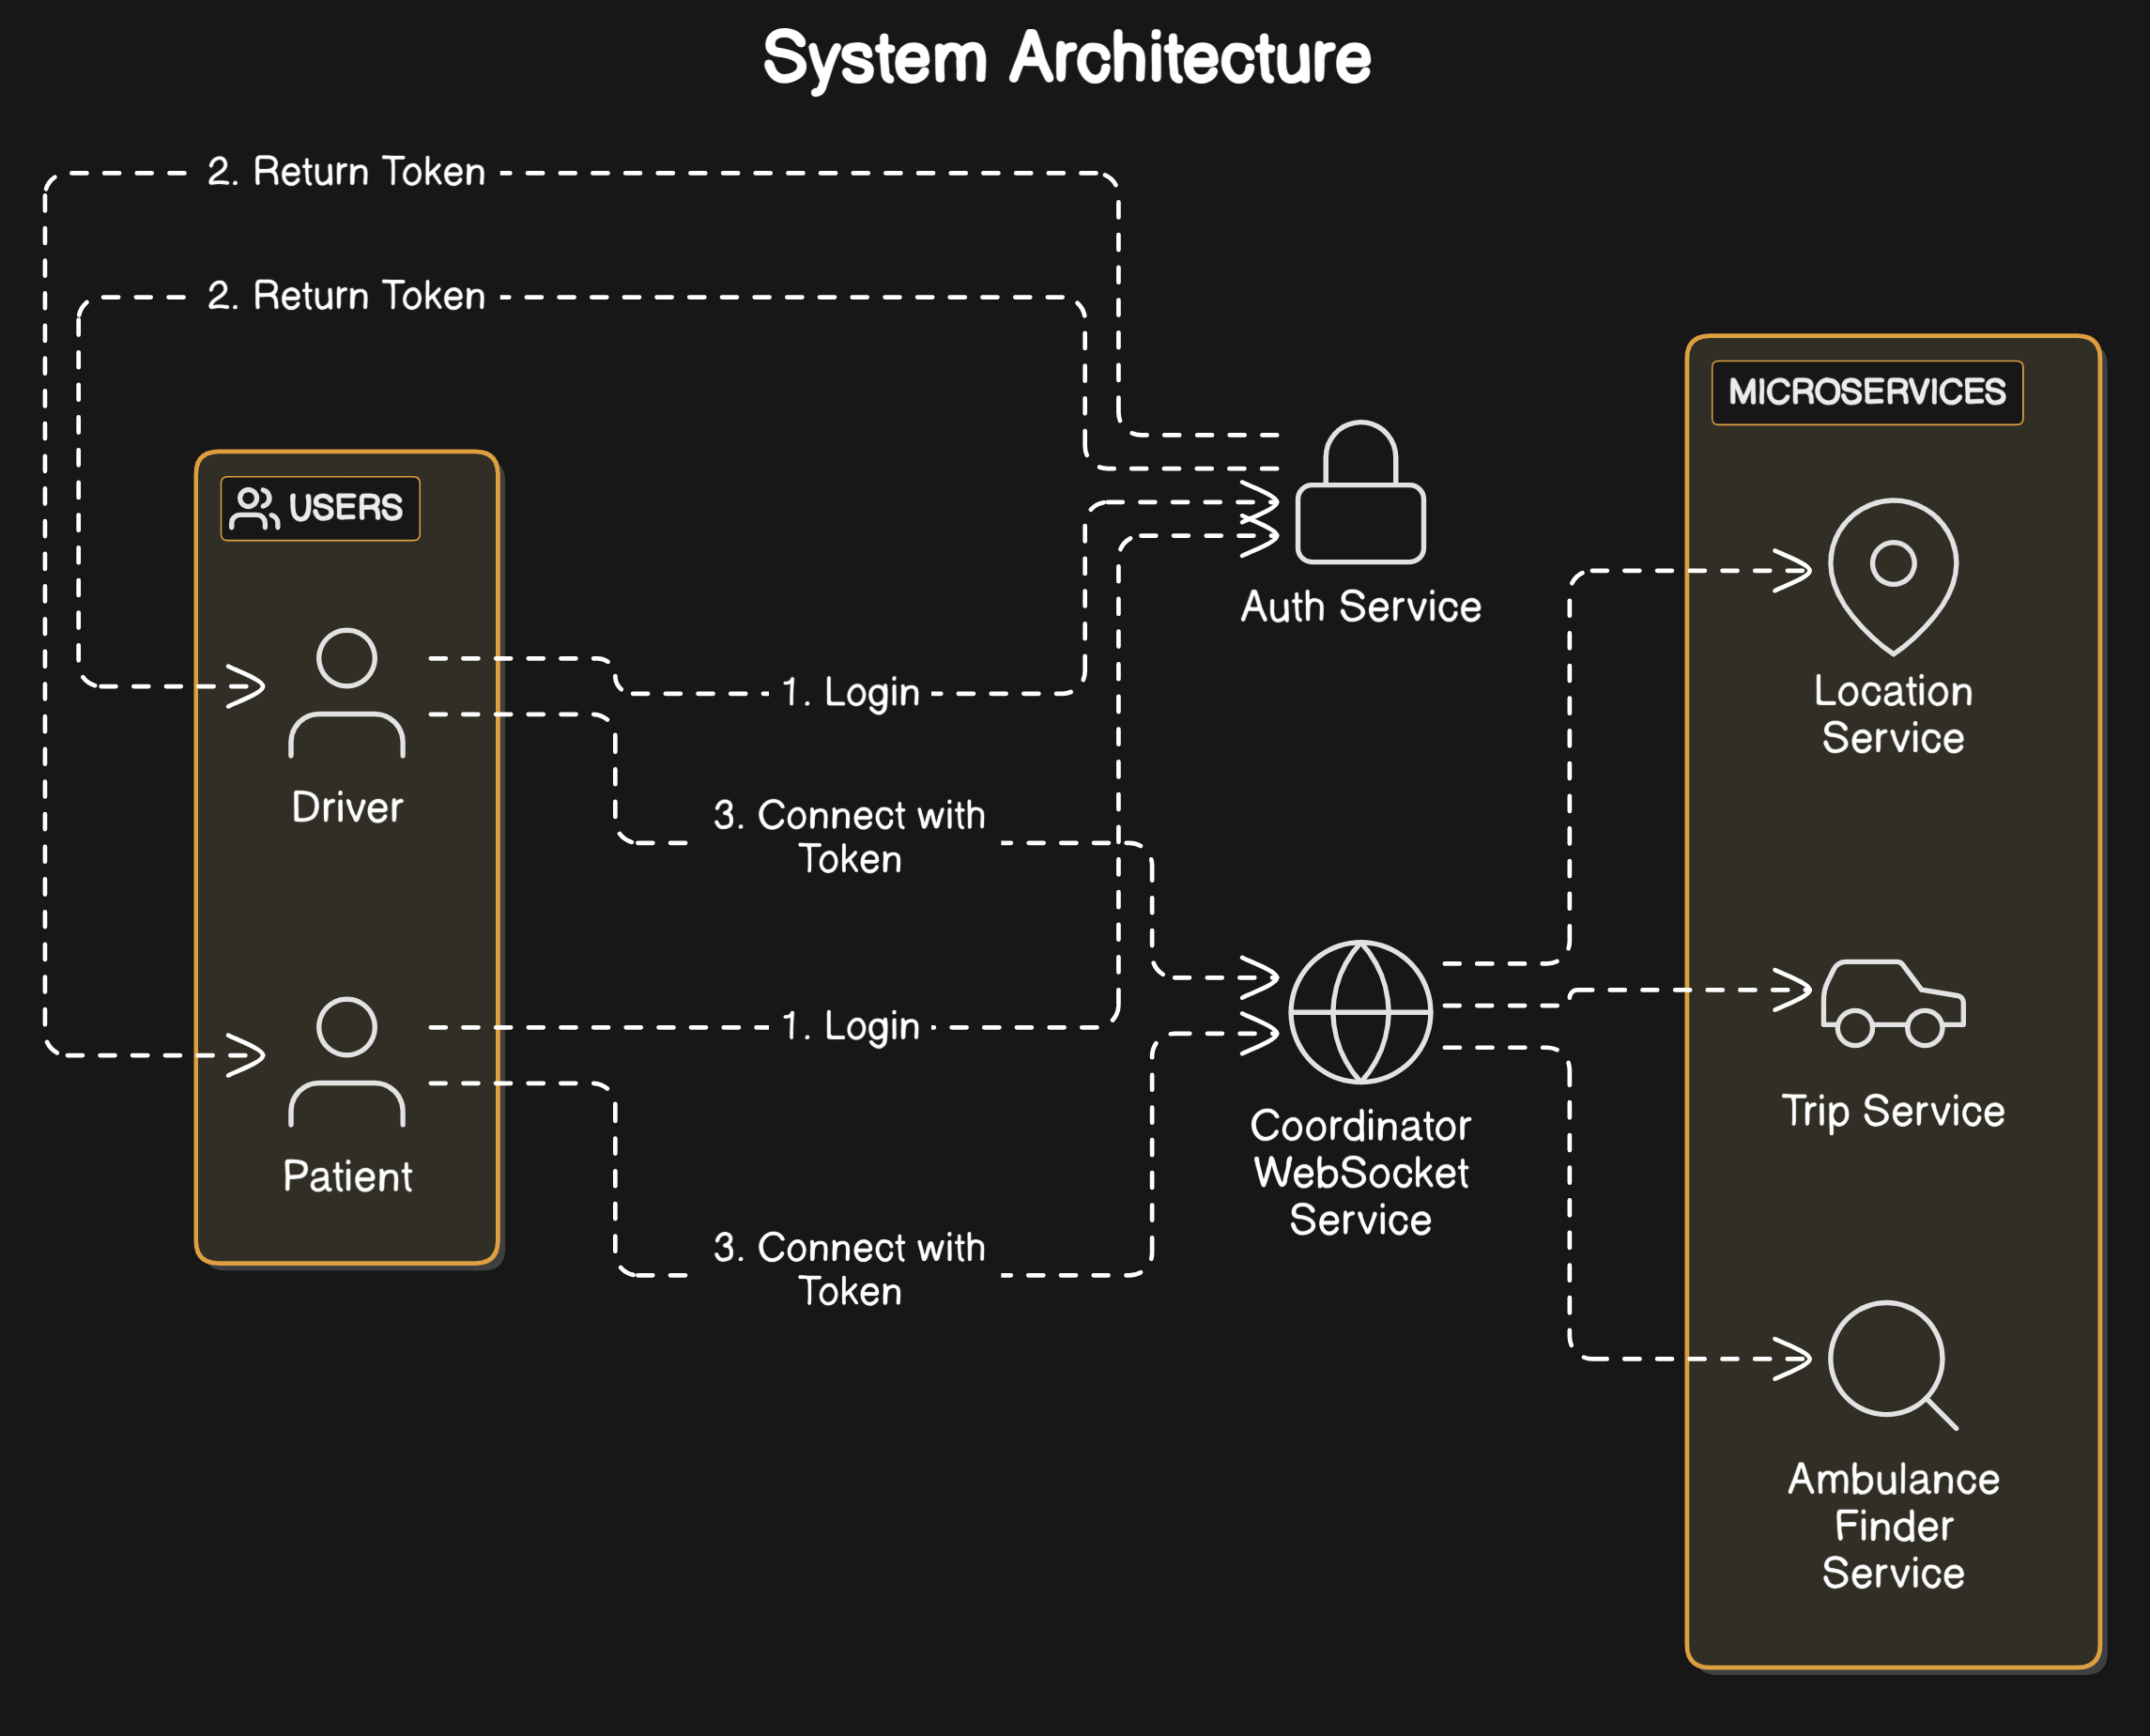 System Architecture
2. Return Token
2. Return Token
USERS
Driver
Patient
1. Login
3. Connect with
Token
1. Login
3. Connect with
Token
Auth Service
Coordinator
WebSocket
Service
MICROSERVICES
Location
Service
Trip Service
Ambulance
Finder
Service